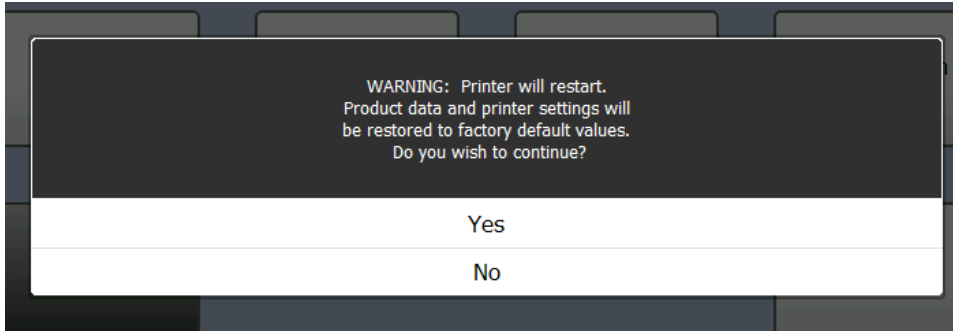 WARNING: Printer will restart.
Product data and printer settings will
be restored to factory default values.
Do you wish to continue?
Yes
No